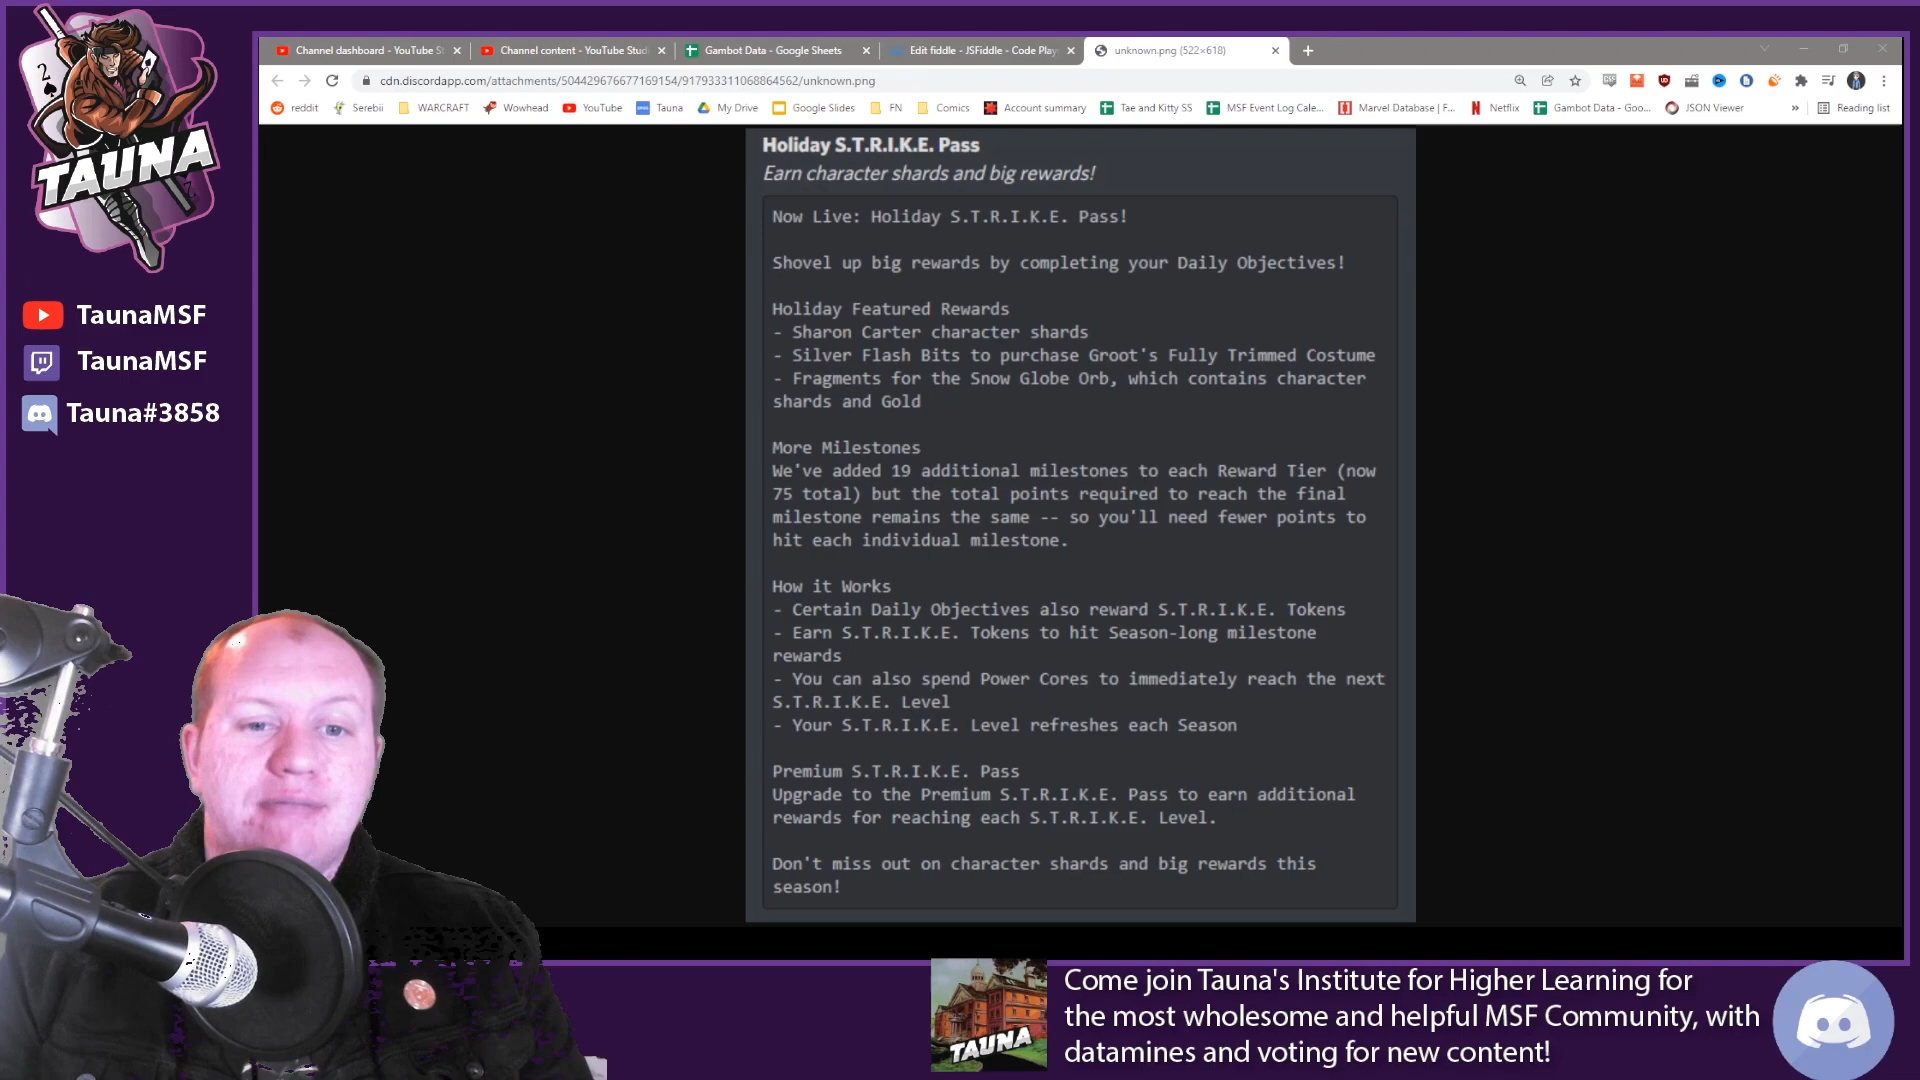 Channel dashboard - YouTube S
Channel content - YouTube Stud
Gambot Data - Google Sheets
Edit fiddle - JSFiddle - Code Play
unknown.png (522×618)
cdn.discordapp.com/attachments/504429676677169154/917933311068864562/unknown.png
reddit
Serebii
WARCRAFT
Wowhead
YouTube
Tauna
My Drive
Google Slides
FN
Comics
Account summary
Tae and Kitty SS
MSF Event Log Cale...
Marvel Database | F...
Netflix
Gambot Data - Goo...
JSON Viewer
»
Reading list
2
TAUNA
TaunaMSF
TaunaMSF
Tauna#3858
Holiday S.T.R.I.K.E. Pass
Earn character shards and big rewards!
Now Live: Holiday S.T.R.I.K.E. Pass!
Shovel up big rewards by completing your Daily Objectives!
Holiday Featured Rewards
- Sharon Carter character shards
- Silver Flash Bits to purchase Groot's Fully Trimmed Costume
- Fragments for the Snow Globe Orb, which contains character
shards and Gold
More Milestones
We've added 19 additional milestones to each Reward Tier (now
75 total) but the total points required to reach the final
milestone remains the same -- so you'll need fewer points to
hit each individual milestone.
How it Works
- Certain Daily Objectives also reward S.T.R.I.K.E. Tokens
- Earn S.T.R.I.K.E. Tokens to hit Season-long milestone
rewards
- You can also spend Power Cores to immediately reach the next
S.T.R.I.K.E. Level
- Your S.T.R.I.K.E. Level refreshes each Season
Premium S.T.R.I.K.E. Pass
Upgrade to the Premium S.T.R.I.K.E. Pass to earn additional
rewards for reaching each S.T.R.I.K.E. Level.
Don't miss out on character shards and big rewards this
season!
TAUNA
Come join Tauna's Institute for Higher Learning for
the most wholesome and helpful MSF Community, with
datamines and voting for new content!